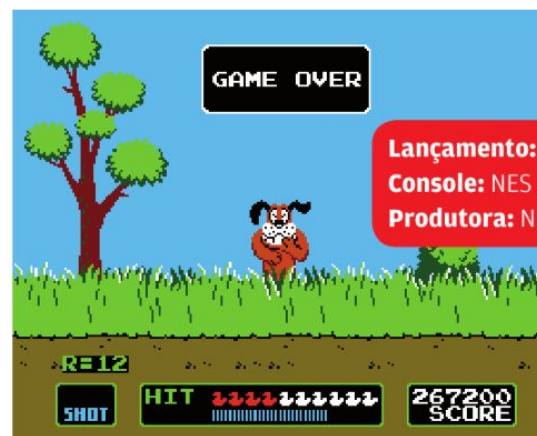 GAME OVER
Lançamento:
Console: NES
Produtora: N
R=12
SHOT
HIT
267200
SCORE